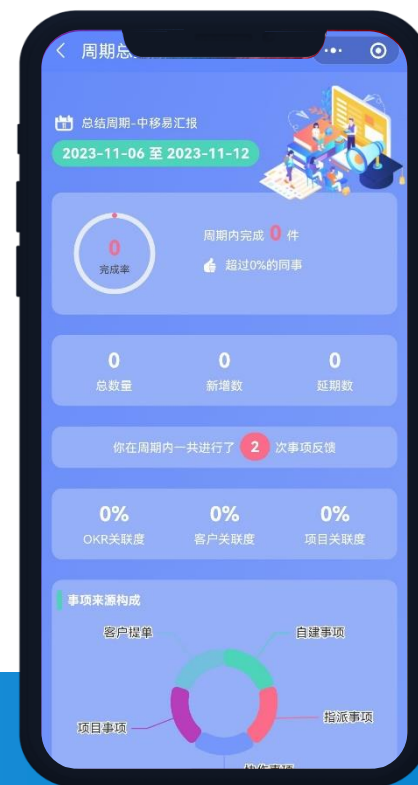 周期总
总结周期-中移易汇报
2023-11-06 至 2023-11-12
0
完成率
周期内完成 0 件
超过0%的同事
0 0 0
总数量 新增数 延期数
你在周期内一共进行了 2 次事项反馈
0% 0% 0%
OKR关联度 客户关联度 项目关联度
事项来源构成
客户提单 自建事项
项目事项 指派事项